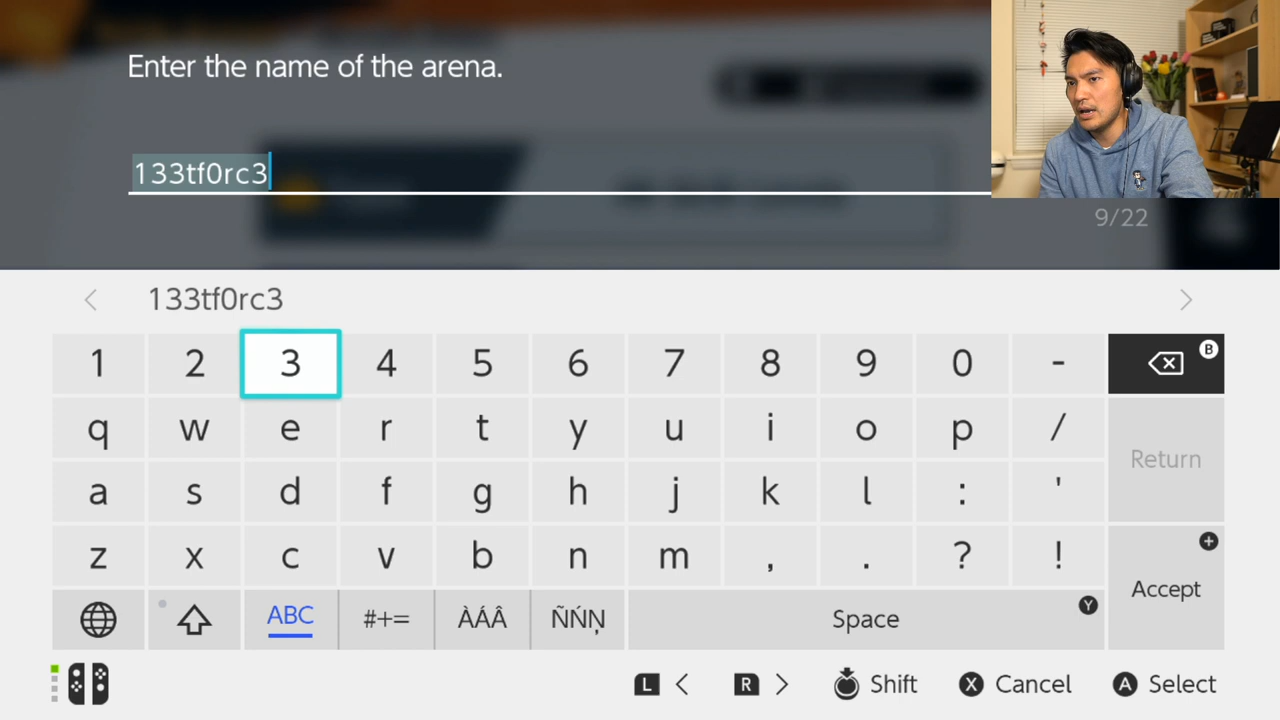 Enter the name of the arena.
133tf0rc3
9/22
133tf0rc3
1 2 3 4 5 6 7 8 9 0 - B
q w e r t y u i o p / Return
a s d f g h j k l : '
z x c v b n m , . ? ! + Accept
ABC #+= ÀÁÂ ÑŃŅ Space Y
L R Shift X Cancel A Select